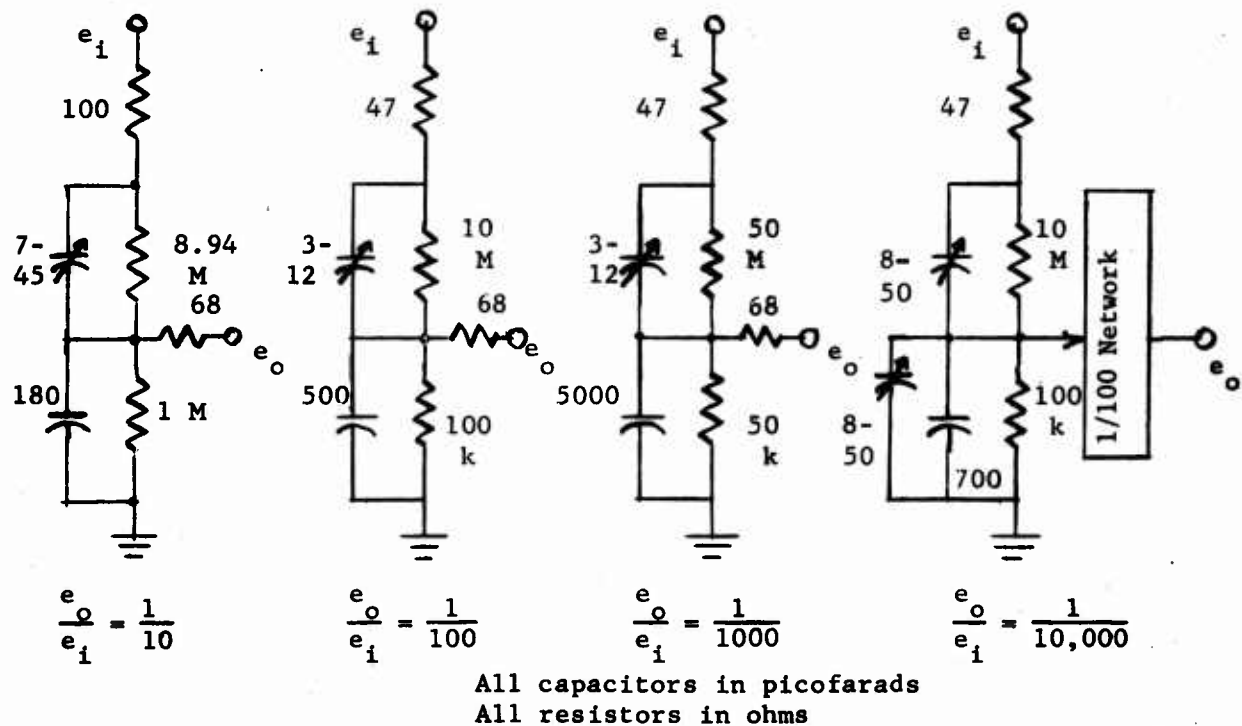 e_i
100
7-
45
8.94
M
68
e_o
180
1 M
e_o/e_i = 1/10
e_i
47
3-
12
10
M
68
e_o
500
100
k
e_o/e_i = 1/100
e_i
47
3-
12
50
M
68
e_o
5000
50
k
e_o/e_i = 1/1000
e_i
47
8-
50
10
M
8-
50
700
100
k
1/100 Network
e_o
e_o/e_i = 1/10,000
All capacitors in picofarads
All resistors in ohms